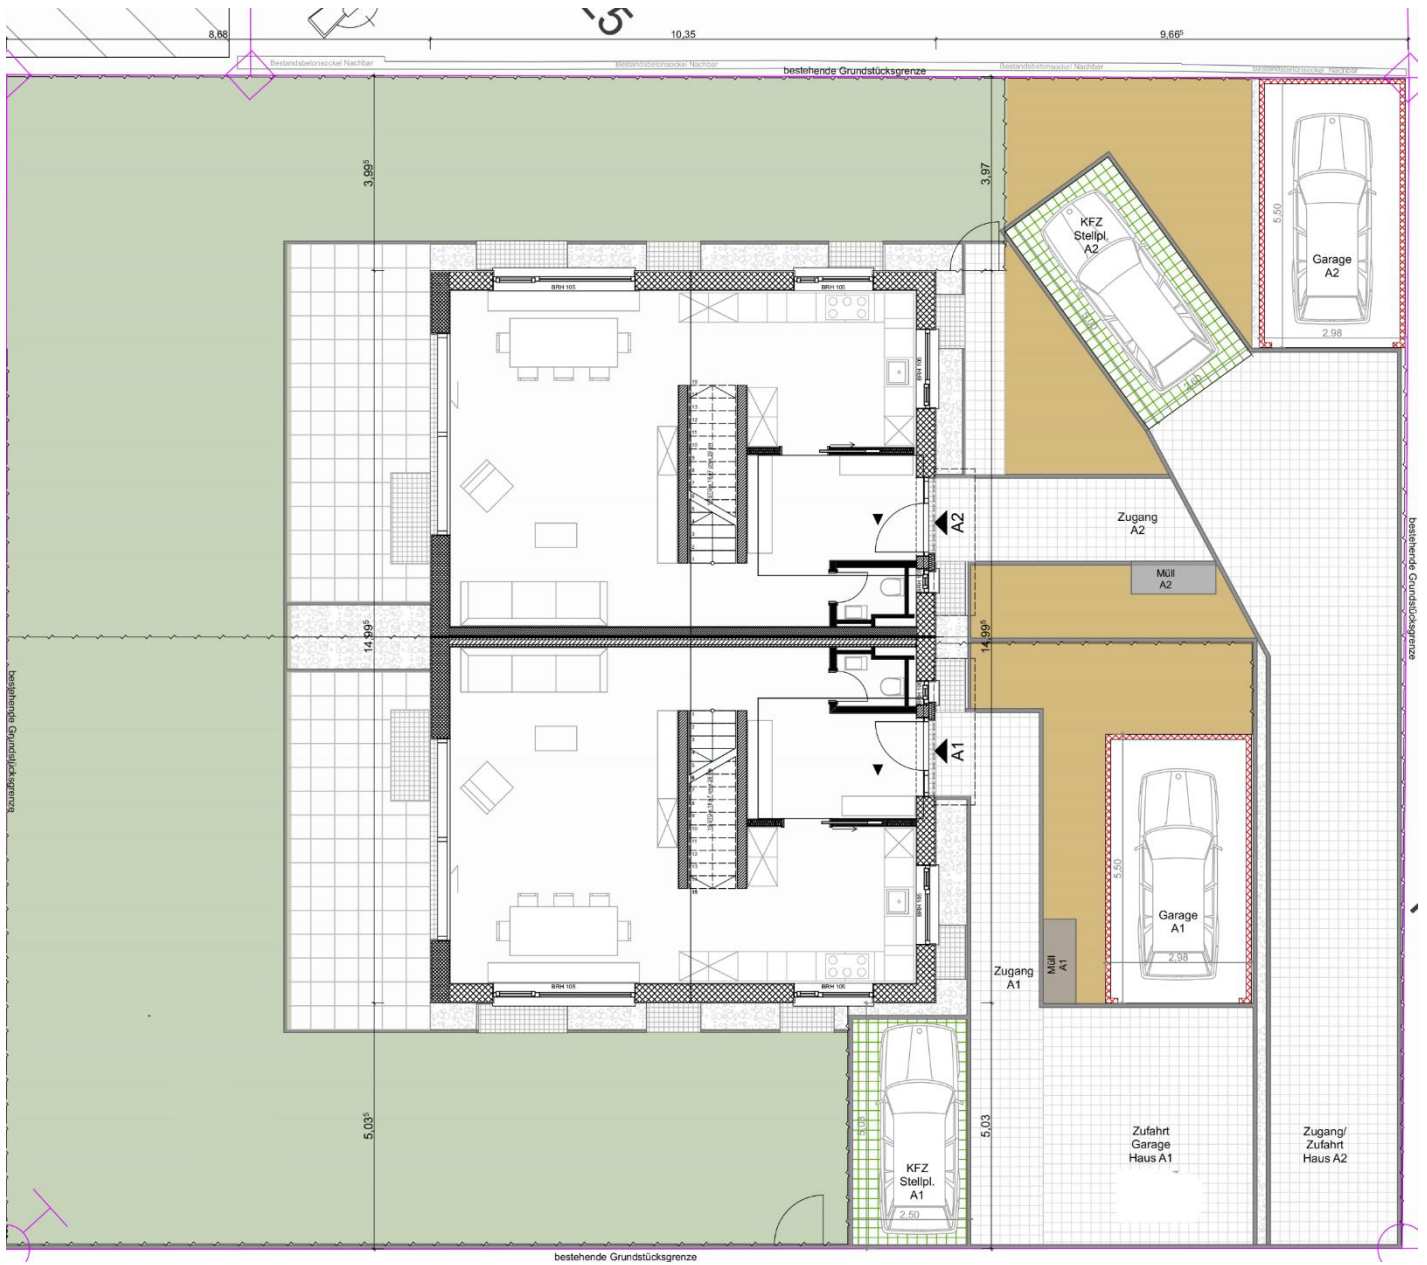 8,68
10,35
9,66⁵
Bestandsbetonsockel Nachbar
Bestandsbetonsockel Nachbar
bestehende Grundstücksgrenze
Bestandsbetonsockel Nachbar
Bestandsbetonsockel Nachbar
3,99⁵
3,97
KFZ
Stellpl.
A2
5,50
Garage
A2
2,98
BRH 105
BRH 105
A2
Zugang
A2
Müll
A2
bestehende Grundstücksgrenze
14,99⁵
14,99⁵
bestehende Grundstücksgrenze
A1
5,50
Garage
A1
2,98
Zugang
A1
Müll
A1
BRH 105
BRH 105
5,03⁵
5,03
KFZ
Stellpl.
A1
2,50
Zufahrt
Garage
Haus A1
Zugang/
Zufahrt
Haus A2
bestehende Grundstücksgrenze